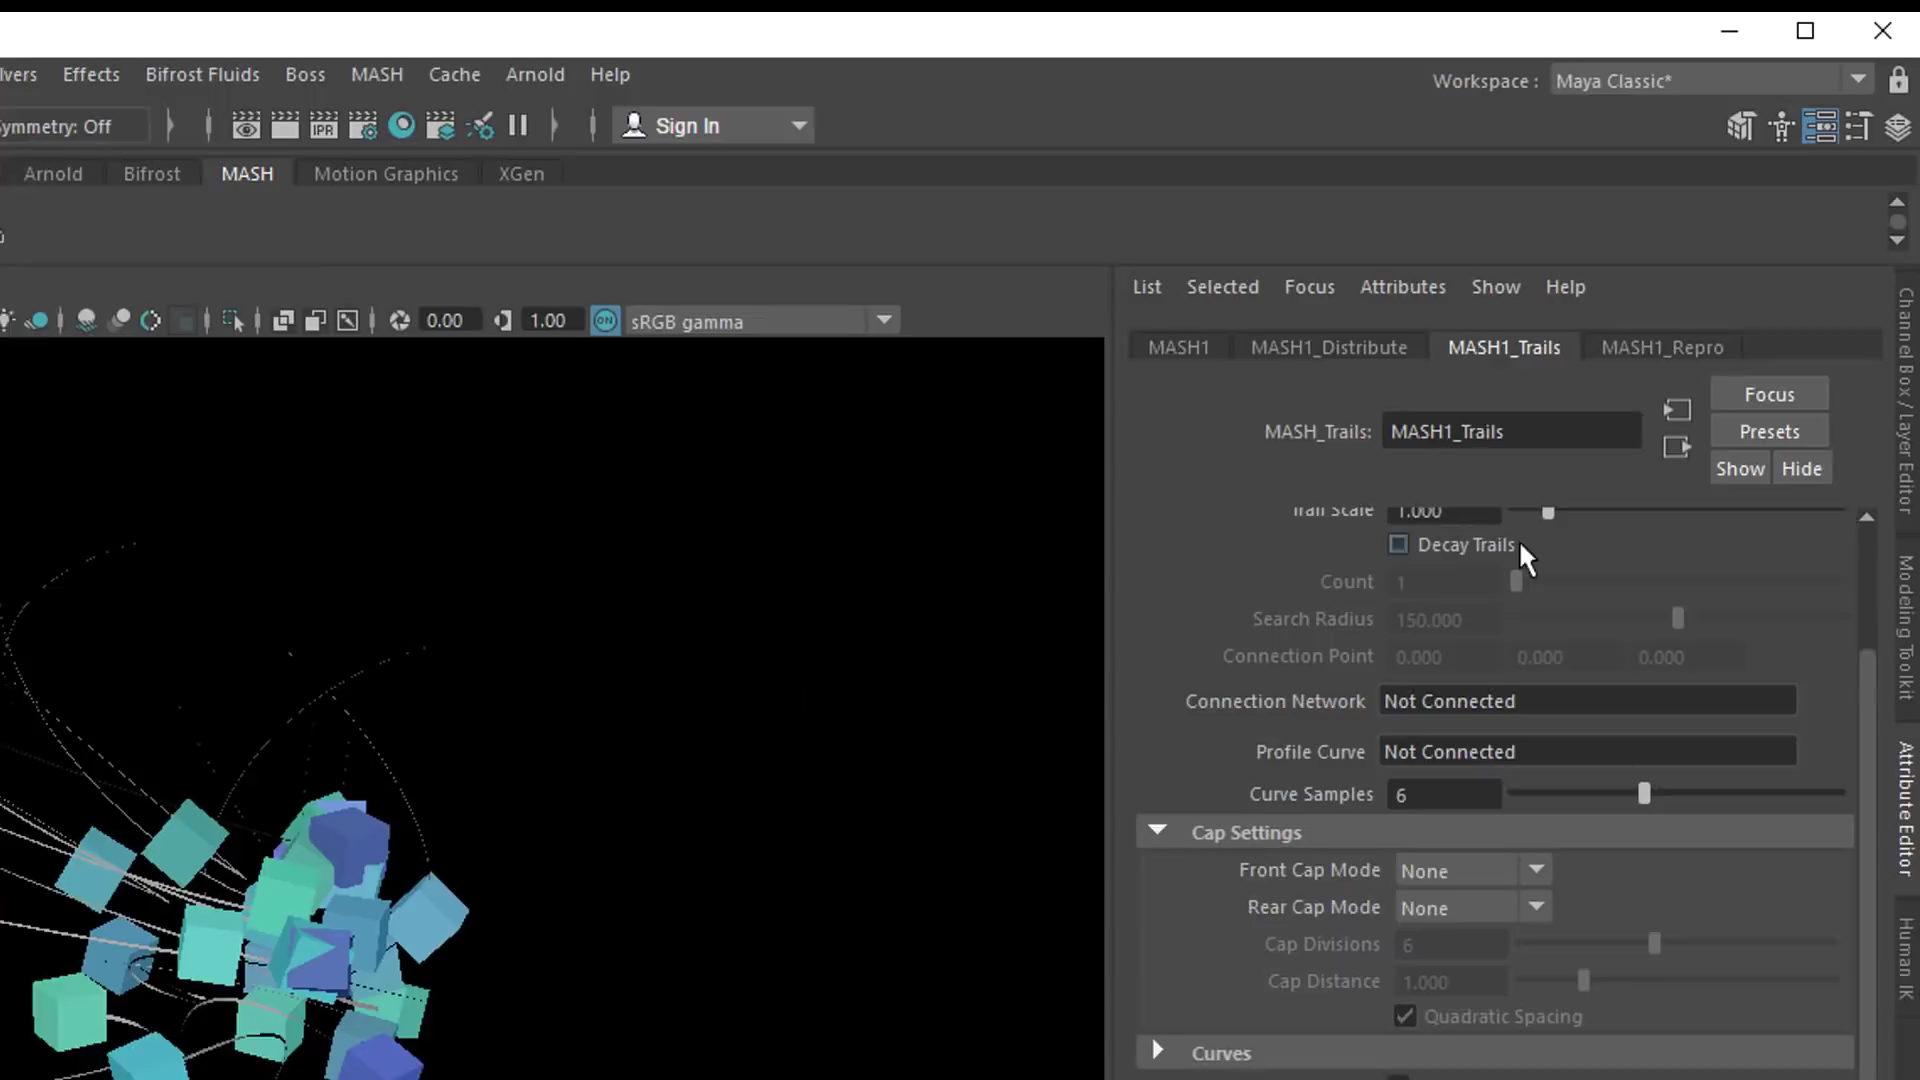 lvers Effects Bifrost Fluids Boss MASH Cache Arnold Help
Workspace : Maya Classic*
ymmetry: Off IPR Sign In
Arnold Bifrost MASH Motion Graphics XGen
List Selected Focus Attributes Show Help
0.00 1.00 ON sRGB gamma
MASH1 MASH1_Distribute MASH1_Trails MASH1_Repro
Focus
MASH_Trails: MASH1_Trails Presets
Show Hide
Trail Scale 1.000
Decay Trails
Count 1
Search Radius 150.000
Connection Point 0.000 0.000 0.000
Connection Network Not Connected
Profile Curve Not Connected
Curve Samples 6
Cap Settings
Front Cap Mode None
Rear Cap Mode None
Cap Divisions 6
Cap Distance 1.000
Quadratic Spacing
Curves
Channel Box / Layer Editor
Modeling Toolkit
Attribute Editor
Human IK